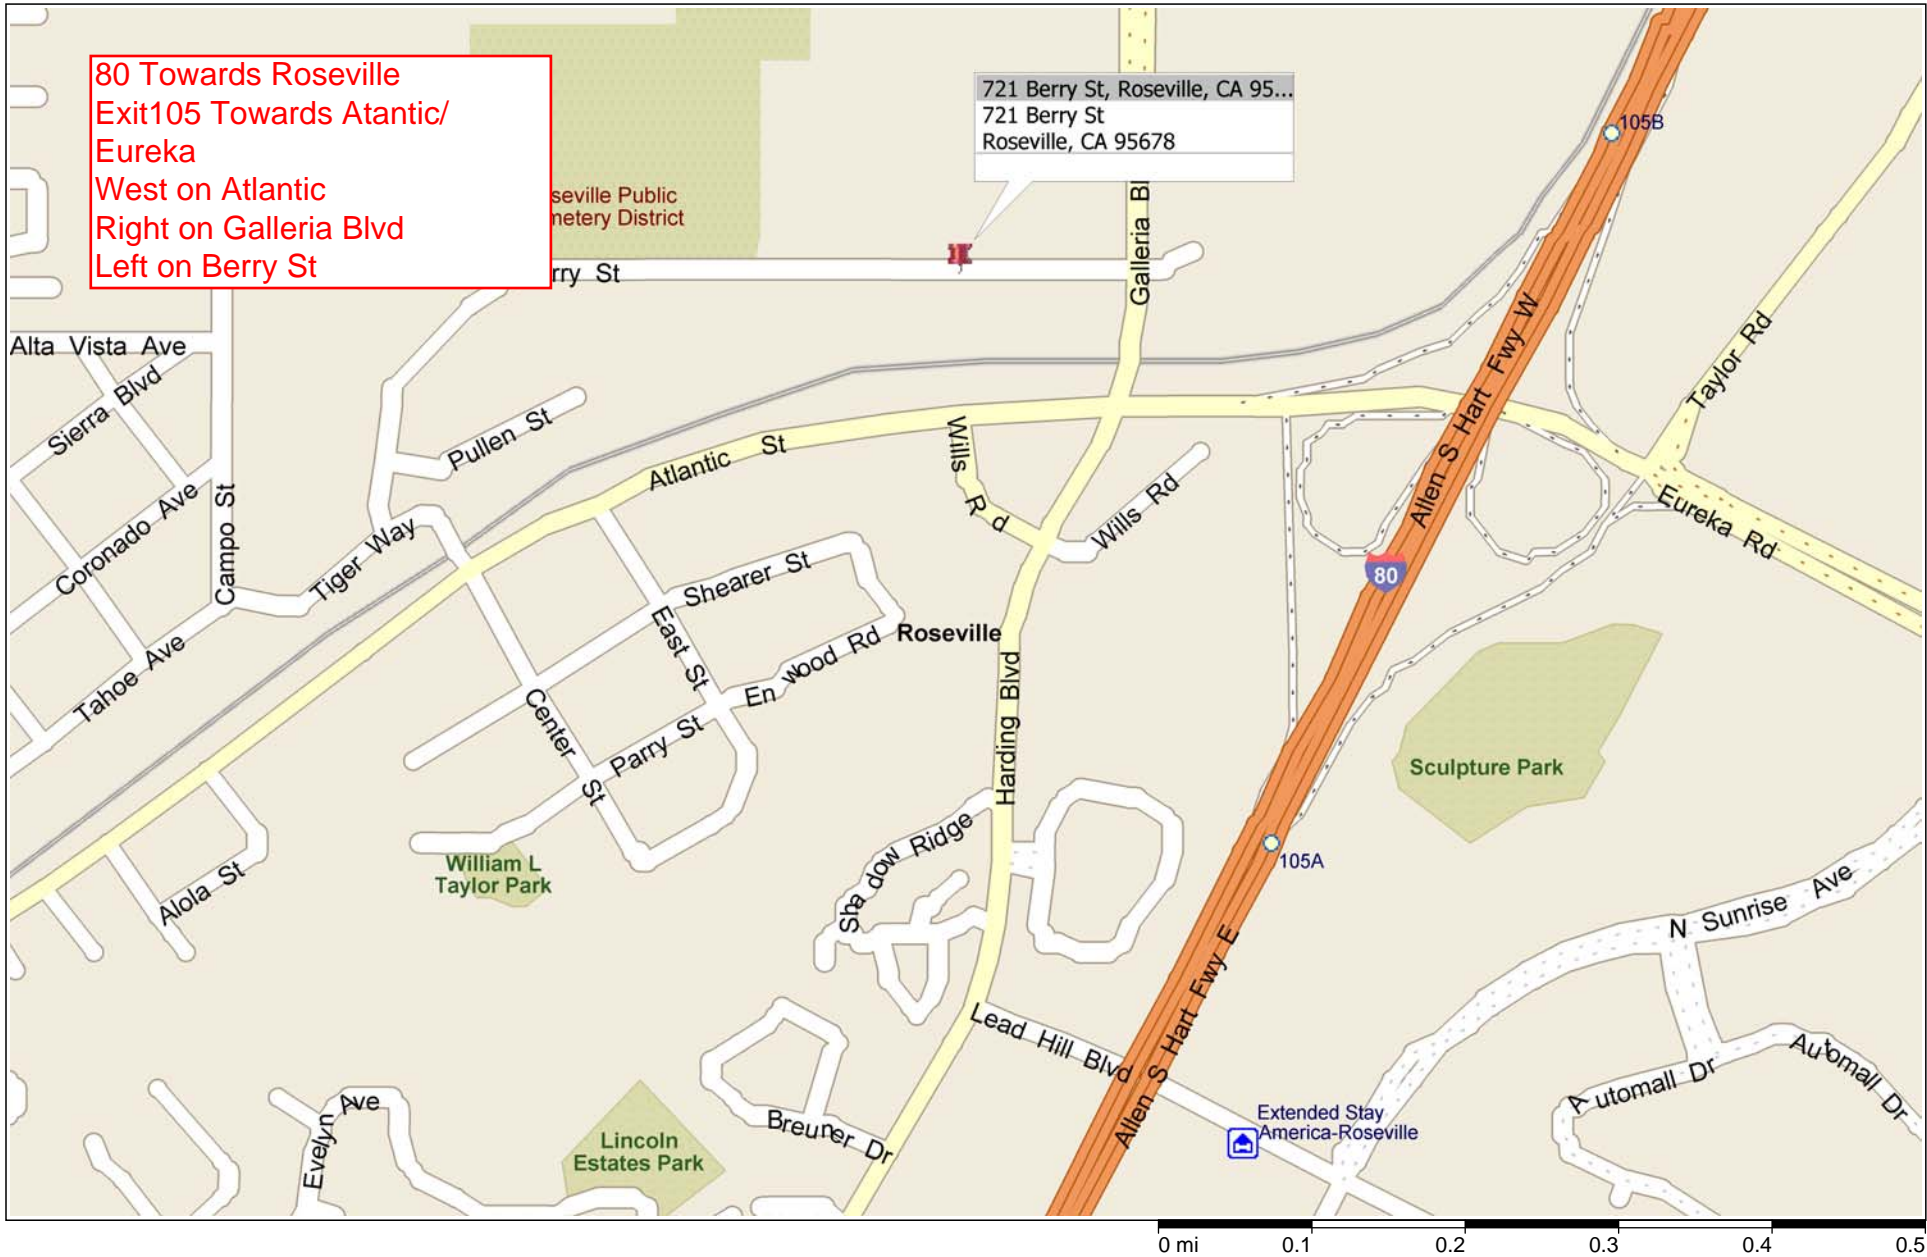 80 Towards Roseville
Exit105 Towards Atantic/
Eureka
West on Atlantic
Right on Galleria Blvd
Left on Berry St
721 Berry St, Roseville, CA 95...
721 Berry St
Roseville, CA 95678
105B
seville Public
metery District
Galleria Bl
rry St
Alta Vista Ave
Sierra Blvd
Taylor Rd
Allen S Hart Fwy W
Pullen St
Atlantic St
Wills Rd
Wills Rd
Coronado Ave
Campo St
Tiger Way
Eureka Rd
80
Shearer St
East St
Roseville
Tahoe Ave
En wood Rd
Center St
Parry St
Harding Blvd
Sculpture Park
Shadow Ridge
105A
William L
Taylor Park
Alola St
N Sunrise Ave
Allen S Hart Fwy E
Lead Hill Blvd
Automall Dr
Automall Dr
Evelyn Ave
Breuner Dr
Extended Stay
America-Roseville
Lincoln
Estates Park
0 mi 0.1 0.2 0.3 0.4 0.5